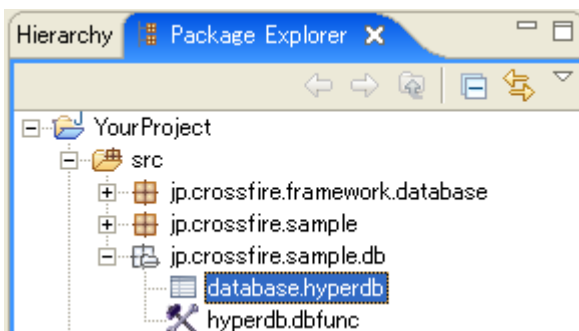 Hierarchy Package Explorer
YourProject
src
jp.crossfire.framework.database
jp.crossfire.sample
jp.crossfire.sample.db
database.hyperdb
hyperdb.dbfunc